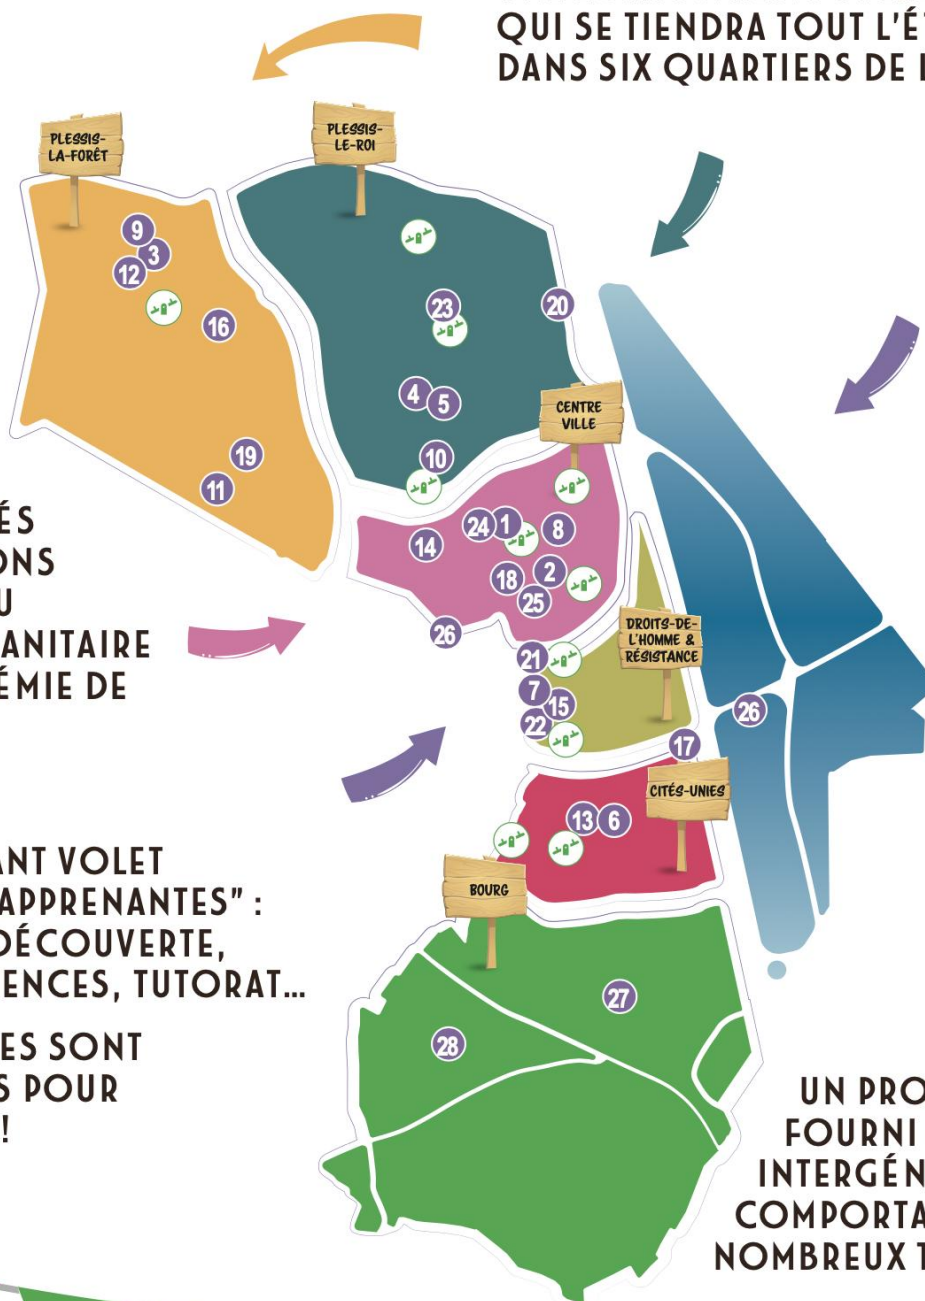 QUI SE TIENDRA TOUT L'É
DANS SIX QUARTIERS DE
PLESSIS-
LA-FORÊT
PLESSIS-
LE-ROI
9
3
12
16
23
20
4
5
CENTRE
VILLE
19
10
11
ÉS
ONS
U
ANITAIRE
ÉMIE DE
24
1
8
14
18
2
25
26
DROITS-DE-
L'HOMME &
RÉSISTANCE
21
7
15
22
26
17
CITÉS-UNIES
13
6
ANT VOLET
APPRENANTES" :
DÉCOUVERTE,
ENCES, TUTORAT...
BOURG
27
28
ES SONT
S POUR
!
UN PRO
FOURNI
INTERGÉN
COMPORTA
NOMBREUX T